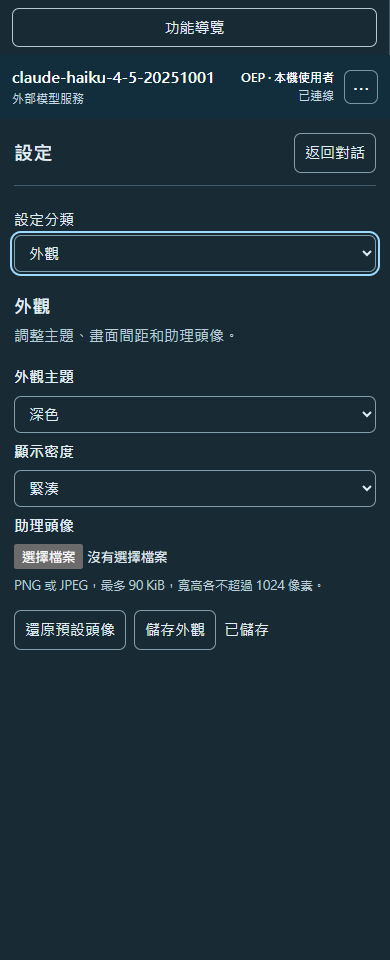 功能導覽
claude-haiku-4-5-20251001
OEP · 本機使用者
...
外部模型服務
已連線
設定
返回對話
設定分類
外觀
外觀
調整主題、畫面間距和助理頭像。
外觀主題
深色
顯示密度
緊湊
助理頭像
選擇檔案 沒有選擇檔案
PNG 或 JPEG，最多 90 KiB，寬高各不超過 1024 像素。
還原預設頭像 儲存外觀 已儲存